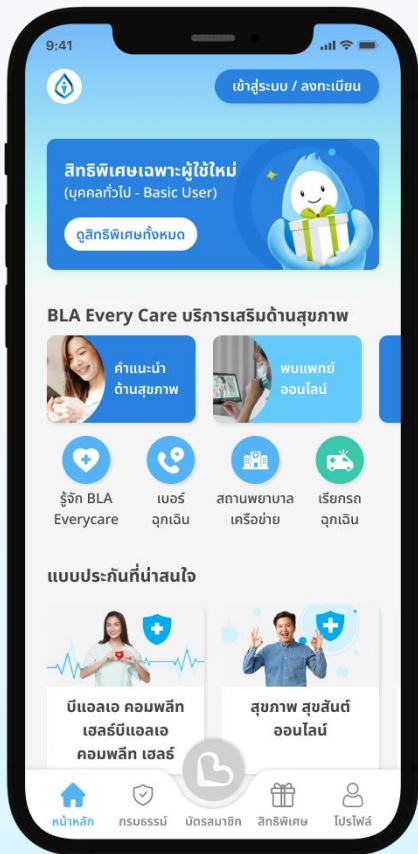 9:41
เข้าสู่ระบบ / ลงทะเบียน
สิทธิพิเศษเฉพาะผู้ใช้ใหม่
(บุคคลทั่วไป - Basic User)
ดูสิทธิพิเศษทั้งหมด
BLA Every Care บริการเสริมด้านสุขภาพ
คำแนะนำ
ด้านสุขภาพ
พบแพทย์
ออนไลน์
รู้จัก BLA
Everycare
เบอร์
ฉุกเฉิน
สถานพยาบาล
เครือข่าย
เรียกรถ
ฉุกเฉิน
แบบประกันที่น่าสนใจ
บีแอลเอ คอมพลีท
เฮลธ์บีแอลเอ
คอมพลีท เฮลธ์
สุขภาพ สุขสันต์
ออนไลน์
หน้าหลัก
กรมธรรม์
บัตรสมาชิก
สิทธิพิเศษ
โปรไฟล์